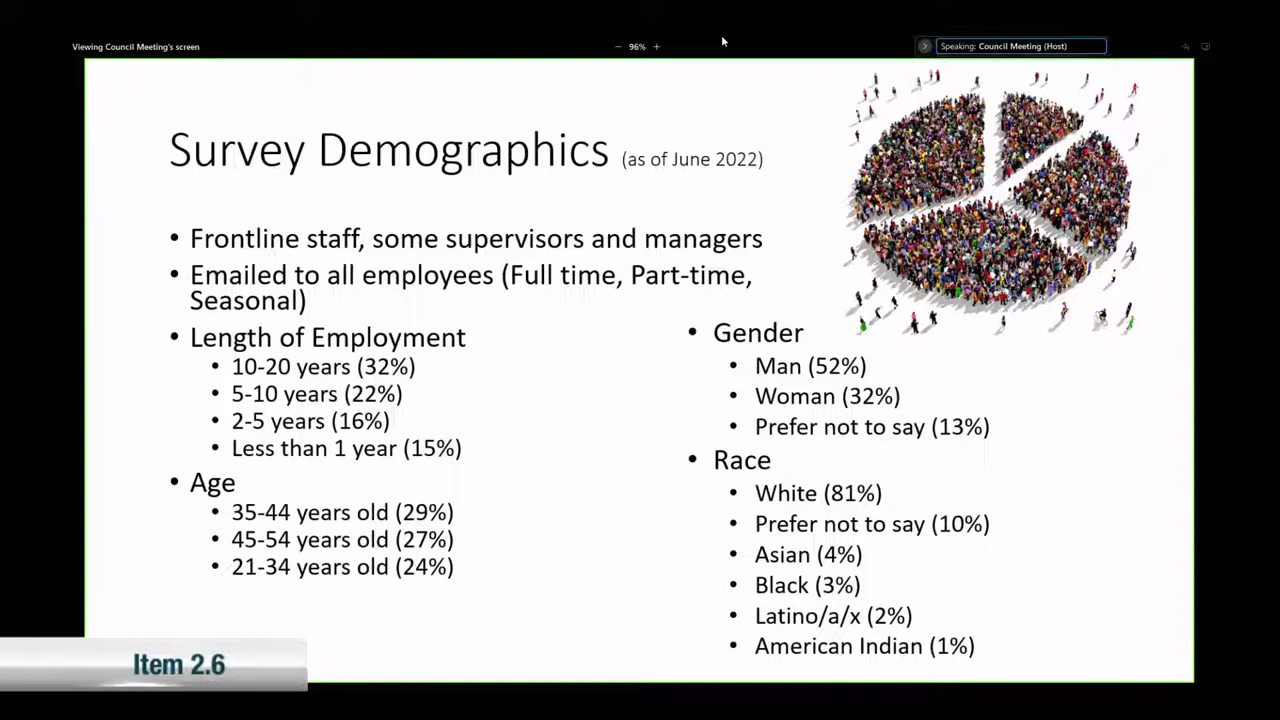 Viewing Council Meeting's screen
− 96% +
Speaking: Council Meeting (Host)
Survey Demographics (as of June 2022)
• Frontline staff, some supervisors and managers
• Emailed to all employees (Full time, Part-time,
Seasonal)
• Length of Employment
• 10-20 years (32%)
• 5-10 years (22%)
• 2-5 years (16%)
• Less than 1 year (15%)
• Age
• 35-44 years old (29%)
• 45-54 years old (27%)
• 21-34 years old (24%)
• Gender
• Man (52%)
• Woman (32%)
• Prefer not to say (13%)
• Race
• White (81%)
• Prefer not to say (10%)
• Asian (4%)
• Black (3%)
• Latino/a/x (2%)
• American Indian (1%)
Item 2.6